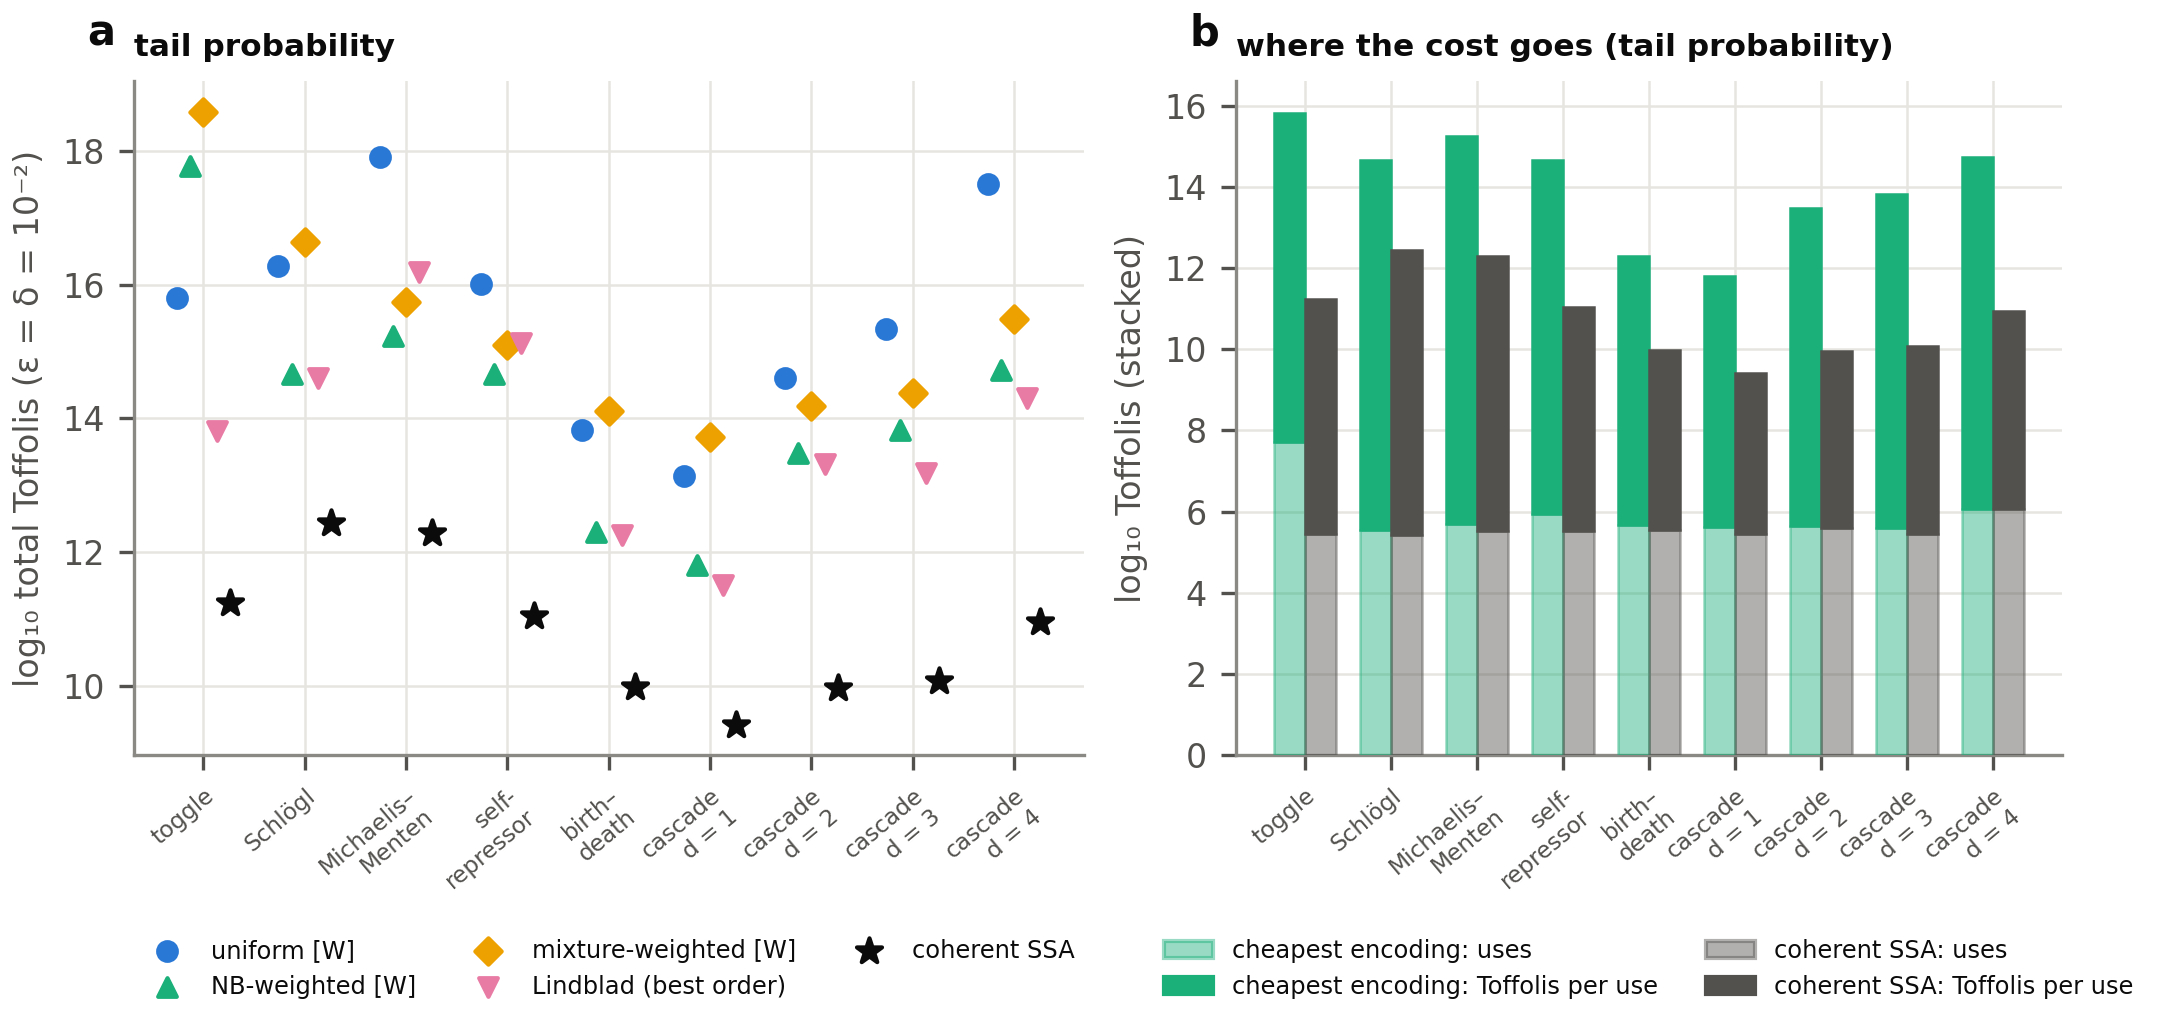 a
tail probability
log₁₀ total Toffolis (ε = δ = 10⁻²)
18
16
14
12
10
toggle
Schlögl
Michaelis–
Menten
self-
repressor
birth–
death
cascade
d = 1
cascade
d = 2
cascade
d = 3
cascade
d = 4
uniform [W]
NB-weighted [W]
mixture-weighted [W]
Lindblad (best order)
coherent SSA
b
where the cost goes (tail probability)
log₁₀ Toffolis (stacked)
16
14
12
10
8
6
4
2
0
toggle
Schlögl
Michaelis–
Menten
self-
repressor
birth–
death
cascade
d = 1
cascade
d = 2
cascade
d = 3
cascade
d = 4
cheapest encoding: uses
cheapest encoding: Toffolis per use
coherent SSA: uses
coherent SSA: Toffolis per use